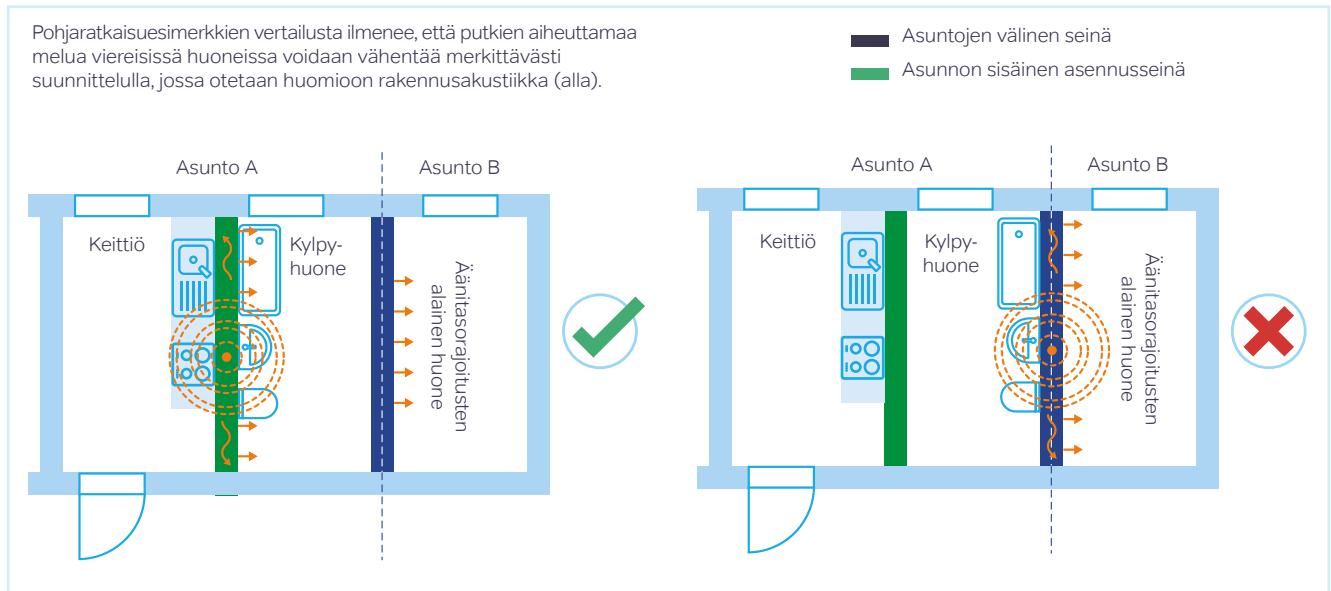 Pohjaratkaisuesimerkkien vertailusta ilmenee, että putkien aiheuttamaa
melua viereisissä huoneissa voidaan vähentää merkittävästi
suunnittelulla, jossa otetaan huomioon rakennusakustiikka (alla).
Asuntojen välinen seinä
Asunnon sisäinen asennusseinä
Asunto A
Asunto B
Keittiö
Kylpy-
huone
Äänitasorajoitusten
alainen huone
Asunto A
Asunto B
Keittiö
Kylpy-
huone
Äänitasorajoitusten
alainen huone